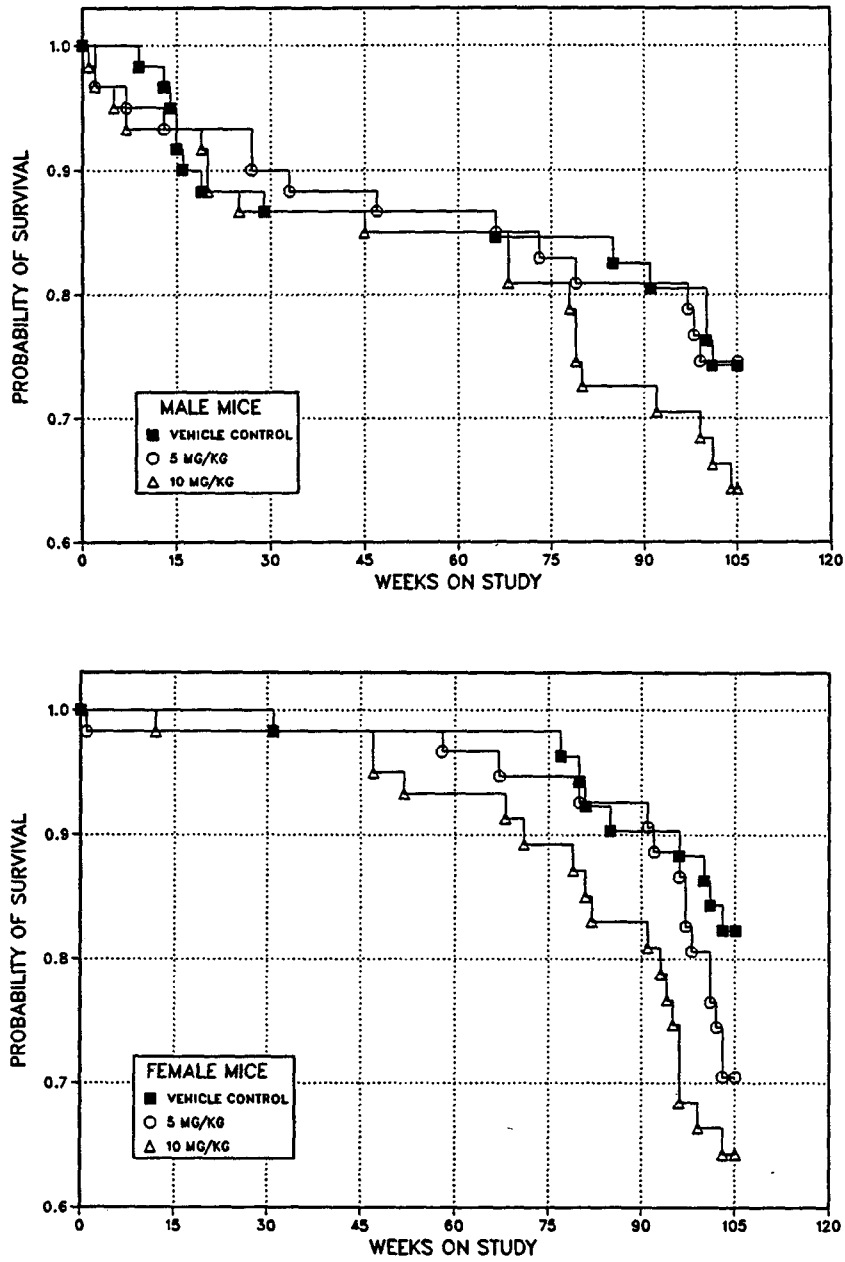 1.0
0.9
0.8
0.7
0.6
PROBABILITY OF SURVIVAL
MALE MICE
VEHICLE CONTROL
5 MG/KG
10 MG/KG
0 15 30 45 60 75 90 105 120
WEEKS ON STUDY
1.0
0.9
0.8
0.7
0.6
PROBABILITY OF SURVIVAL
FEMALE MICE
VEHICLE CONTROL
5 MG/KG
10 MG/KG
0 15 30 45 60 75 90 105 120
WEEKS ON STUDY